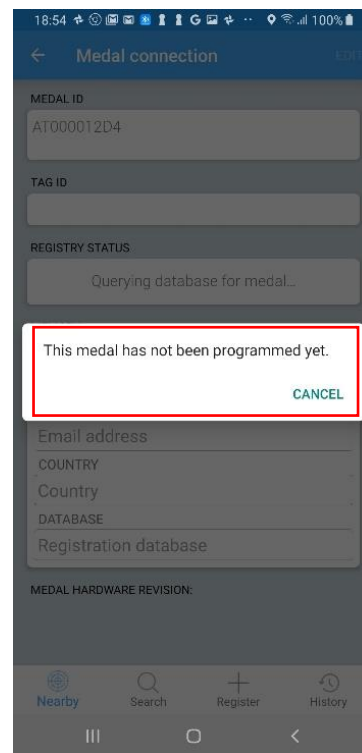 18:54 G 100%
Medal connection EDIT
MEDAL ID
AT000012D4
TAG ID
REGISTRY STATUS
Querying database for medal...
This medal has not been programmed yet.
CANCEL
Email address
COUNTRY
Country
DATABASE
Registration database
MEDAL HARDWARE REVISION:
Nearby Search Register History